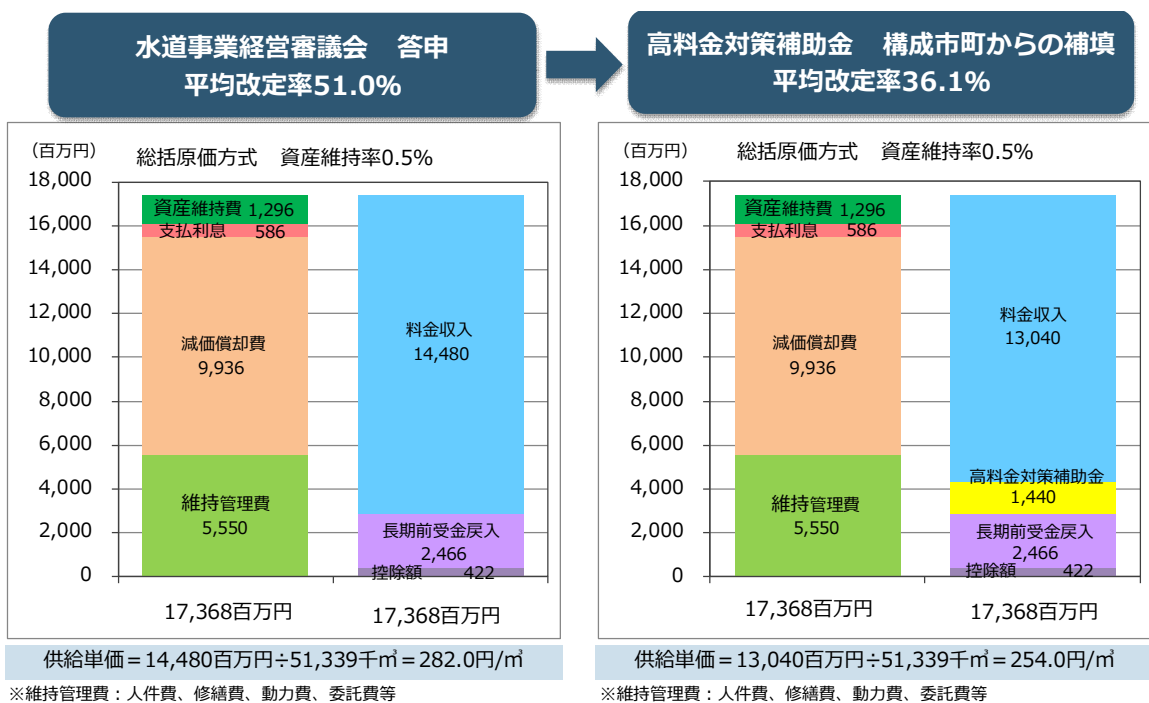 水道事業経営審議会　答申
平均改定率51.0%
高料金対策補助金　構成市町からの補填
平均改定率36.1%
（百万円）
総括原価方式　資産維持率0.5%
18,000
16,000
14,000
12,000
10,000
8,000
6,000
4,000
2,000
0
資産維持費 1,296
支払利息 586
減価償却費
9,936
維持管理費
5,550
料金収入
14,480
長期前受金戻入
2,466
控除額 422
17,368百万円
17,368百万円
供給単価＝14,480百万円÷51,339千㎥＝282.0円/㎥
※維持管理費：人件費、修繕費、動力費、委託費等
（百万円）
総括原価方式　資産維持率0.5%
18,000
16,000
14,000
12,000
10,000
8,000
6,000
4,000
2,000
0
資産維持費 1,296
支払利息 586
減価償却費
9,936
維持管理費
5,550
料金収入
13,040
高料金対策補助金
1,440
長期前受金戻入
2,466
控除額 422
17,368百万円
17,368百万円
供給単価＝13,040百万円÷51,339千㎥＝254.0円/㎥
※維持管理費：人件費、修繕費、動力費、委託費等